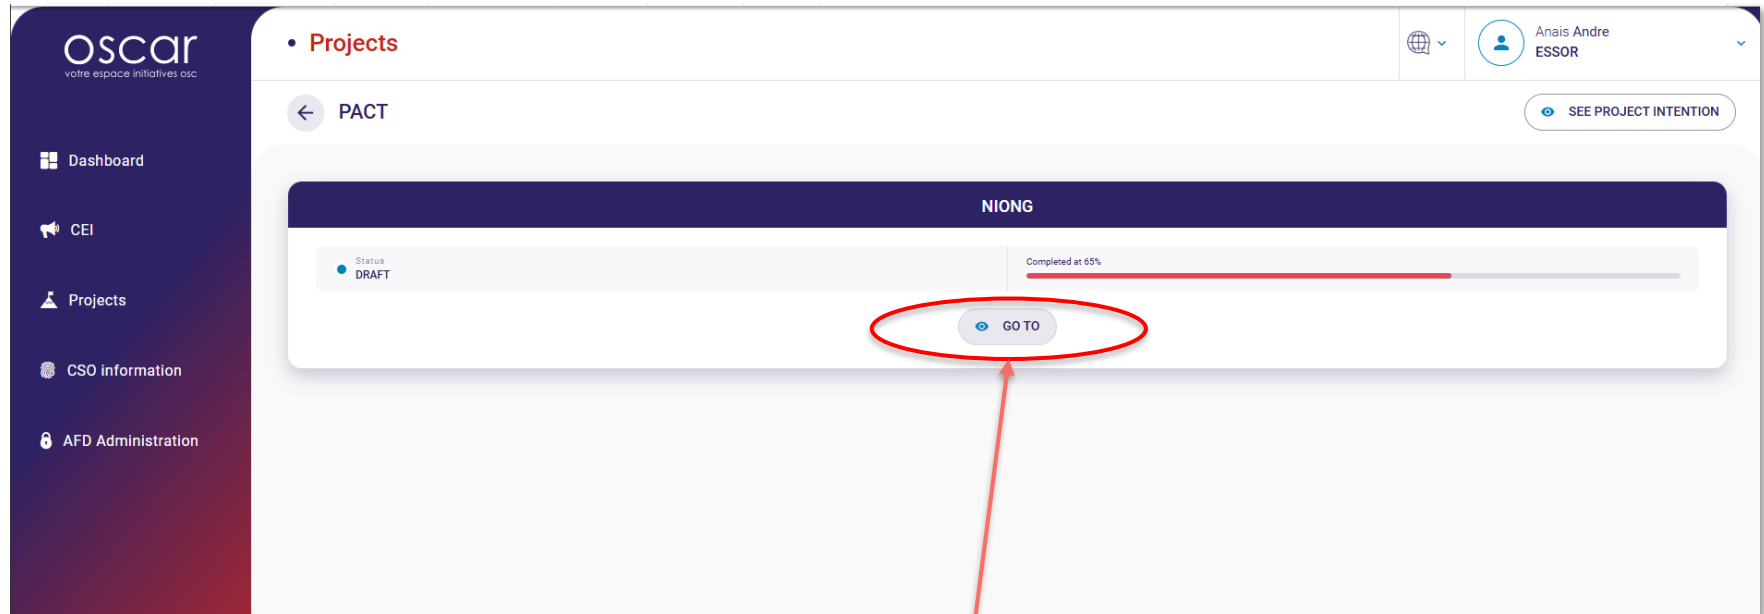 oscar
votre espace initiatives osc
Dashboard
CEI
Projects
CSO information
AFD Administration
Projects
Anais Andre
ESSOR
PACT
SEE PROJECT INTENTION
NIONG
Status
DRAFT
Completed at 65%
GO TO